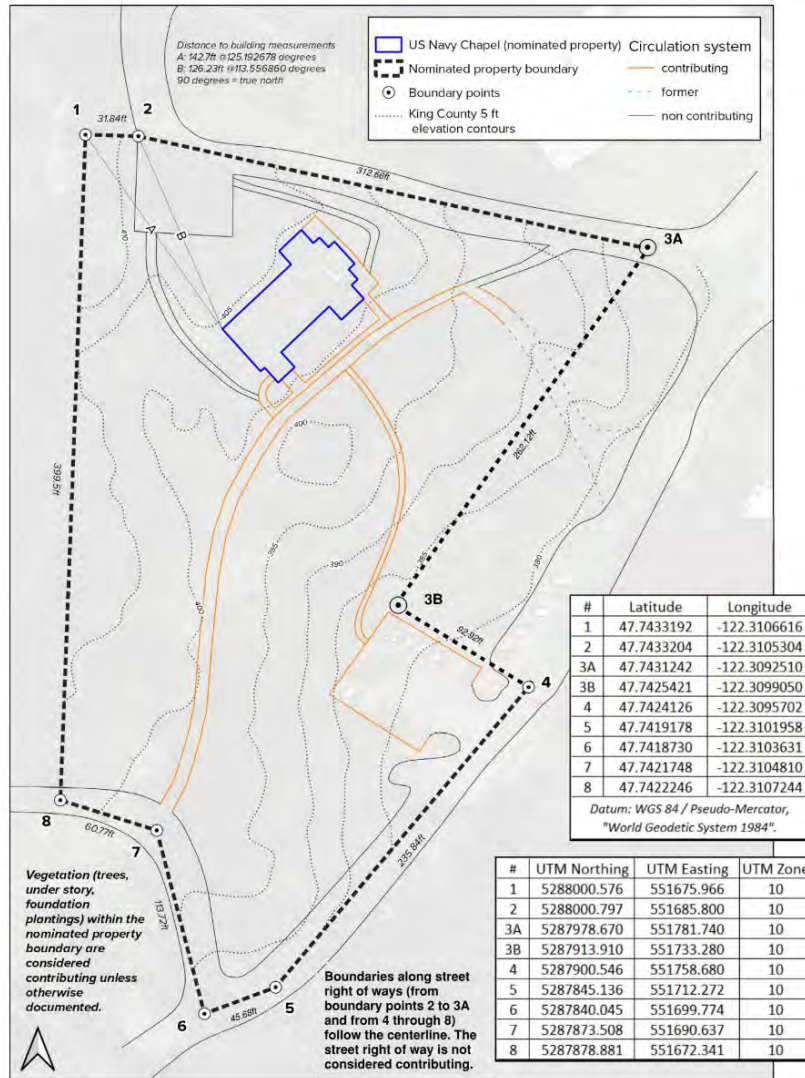 Distance to building measurements
A: 142.7ft @125.192678 degrees
B: 126.23ft @113.556860 degrees
90 degrees = true north
US Navy Chapel (nominated property)
Nominated property boundary
Boundary points
King County 5 ft
elevation contours
Circulation system
contributing
former
non contributing
1
31.84ft
2
312.66ft
3A
410
A
B
405
400
399.5ft
262.12ft
395
390
385
380
400
3B
92.92ft
4
# Latitude Longitude
1 47.7433192 -122.3106616
2 47.7433204 -122.3105304
3A 47.7431242 -122.3092510
3B 47.7425421 -122.3099050
4 47.7424126 -122.3095702
5 47.7419178 -122.3101958
6 47.7418730 -122.3103631
7 47.7421748 -122.3104810
8 47.7422246 -122.3107244
Datum: WGS 84 / Pseudo-Mercator,
"World Geodetic System 1984".
8
60.77ft
7
235.84ft
113.72ft
# UTM Northing UTM Easting UTM Zone
1 5288000.576 551675.966 10
2 5288000.797 551685.800 10
3A 5287978.670 551781.740 10
3B 5287913.910 551733.280 10
4 5287900.546 551758.680 10
5 5287845.136 551712.272 10
6 5287840.045 551699.774 10
7 5287873.508 551690.637 10
8 5287878.881 551672.341 10
Vegetation (trees,
under story,
foundation
plantings) within the
nominated property
boundary are
considered
contributing unless
otherwise
documented.
6
45.68ft
5
Boundaries along street
right of ways (from
boundary points 2 to 3A
and from 4 through 8)
follow the centerline. The
street right of way is not
considered contributing.